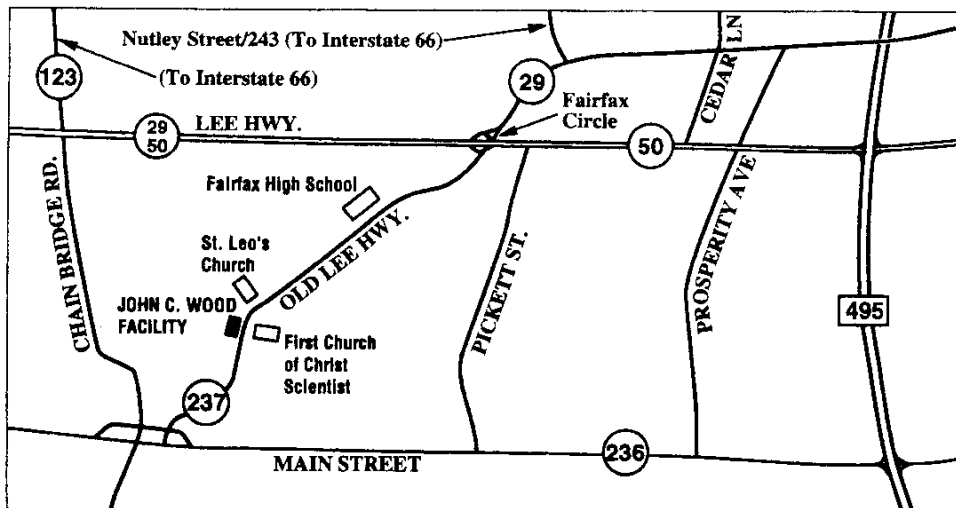 Nutley Street/243 (To Interstate 66)
CEDAR LN
123
(To Interstate 66)
29
Fairfax
Circle
29
50
LEE HWY.
50
Fairfax High School
CHAIN BRIDGE RD.
St. Leo's
Church
OLD LEE HWY.
PICKETT ST.
PROSPERITY AVE
JOHN C. WOOD
FACILITY
495
First Church
of Christ
Scientist
237
MAIN STREET
236